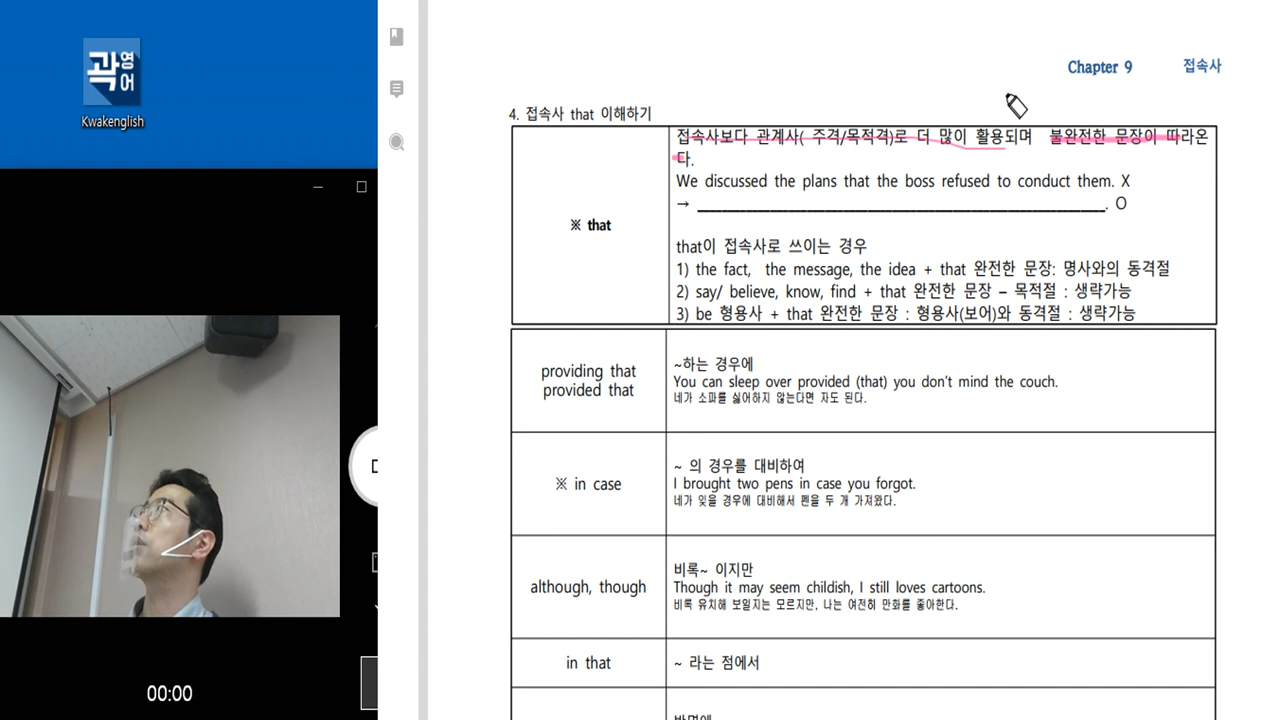 곽영어
Kwakenglish
00:00
Chapter 9 접속사
4. 접속사 that 이해하기
※ that
접속사보다 관계사( 주격/목적격)로 더 많이 활용되며 불완전한 문장이 따라온
다.
We discussed the plans that the boss refused to conduct them. X
→ ______________________________. O
that이 접속사로 쓰이는 경우
1) the fact, the message, the idea + that 완전한 문장: 명사와의 동격절
2) say/ believe, know, find + that 완전한 문장 – 목적절 : 생략가능
3) be 형용사 + that 완전한 문장 : 형용사(보어)와 동격절 : 생략가능
providing that
provided that
~하는 경우에
You can sleep over provided (that) you don't mind the couch.
네가 소파를 싫어하지 않는다면 자도 된다.
※ in case
~ 의 경우를 대비하여
I brought two pens in case you forgot.
네가 잊을 경우에 대비해서 펜을 두 개 가져왔다.
although, though
비록~ 이지만
Though it may seem childish, I still loves cartoons.
비록 유치해 보일지는 모르지만, 나는 여전히 만화를 좋아한다.
in that
~ 라는 점에서